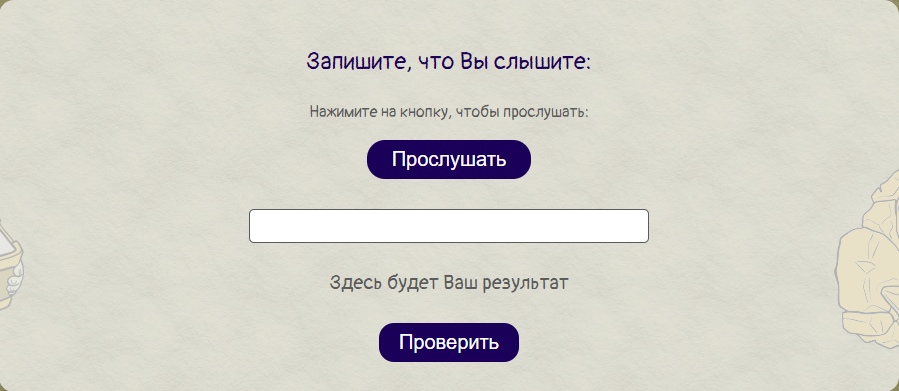 Запишите, что Вы слышите:
Нажимите на кнопку, чтобы прослушать:
Прослушать
Здесь будет Ваш результат
Проверить